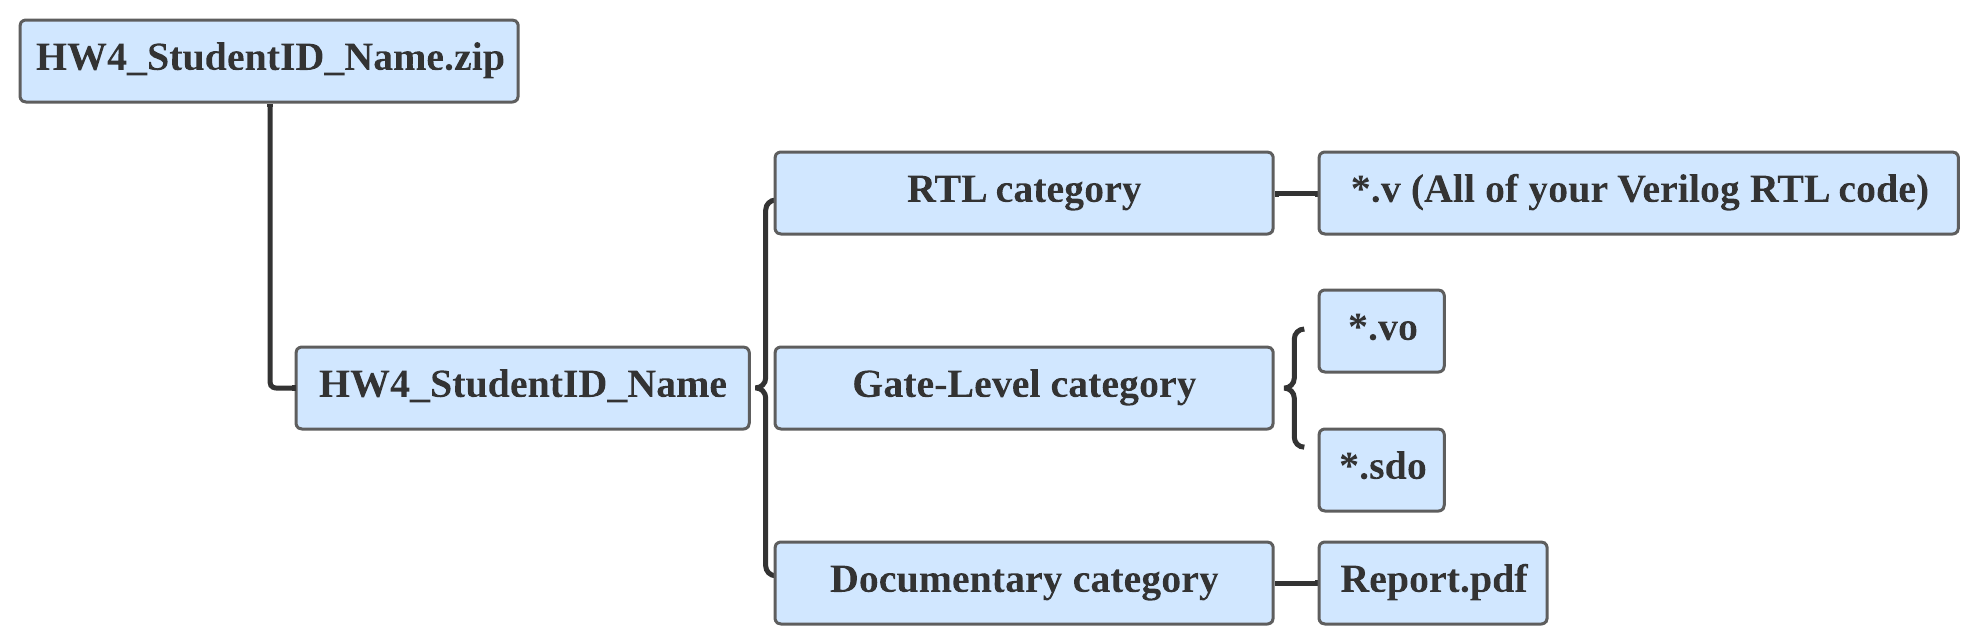 HW4_StudentID_Name.zip
RTL category
*.v (All of your Verilog RTL code)
*.vo
HW4_StudentID_Name
Gate-Level category
*.sdo
Documentary category
Report.pdf